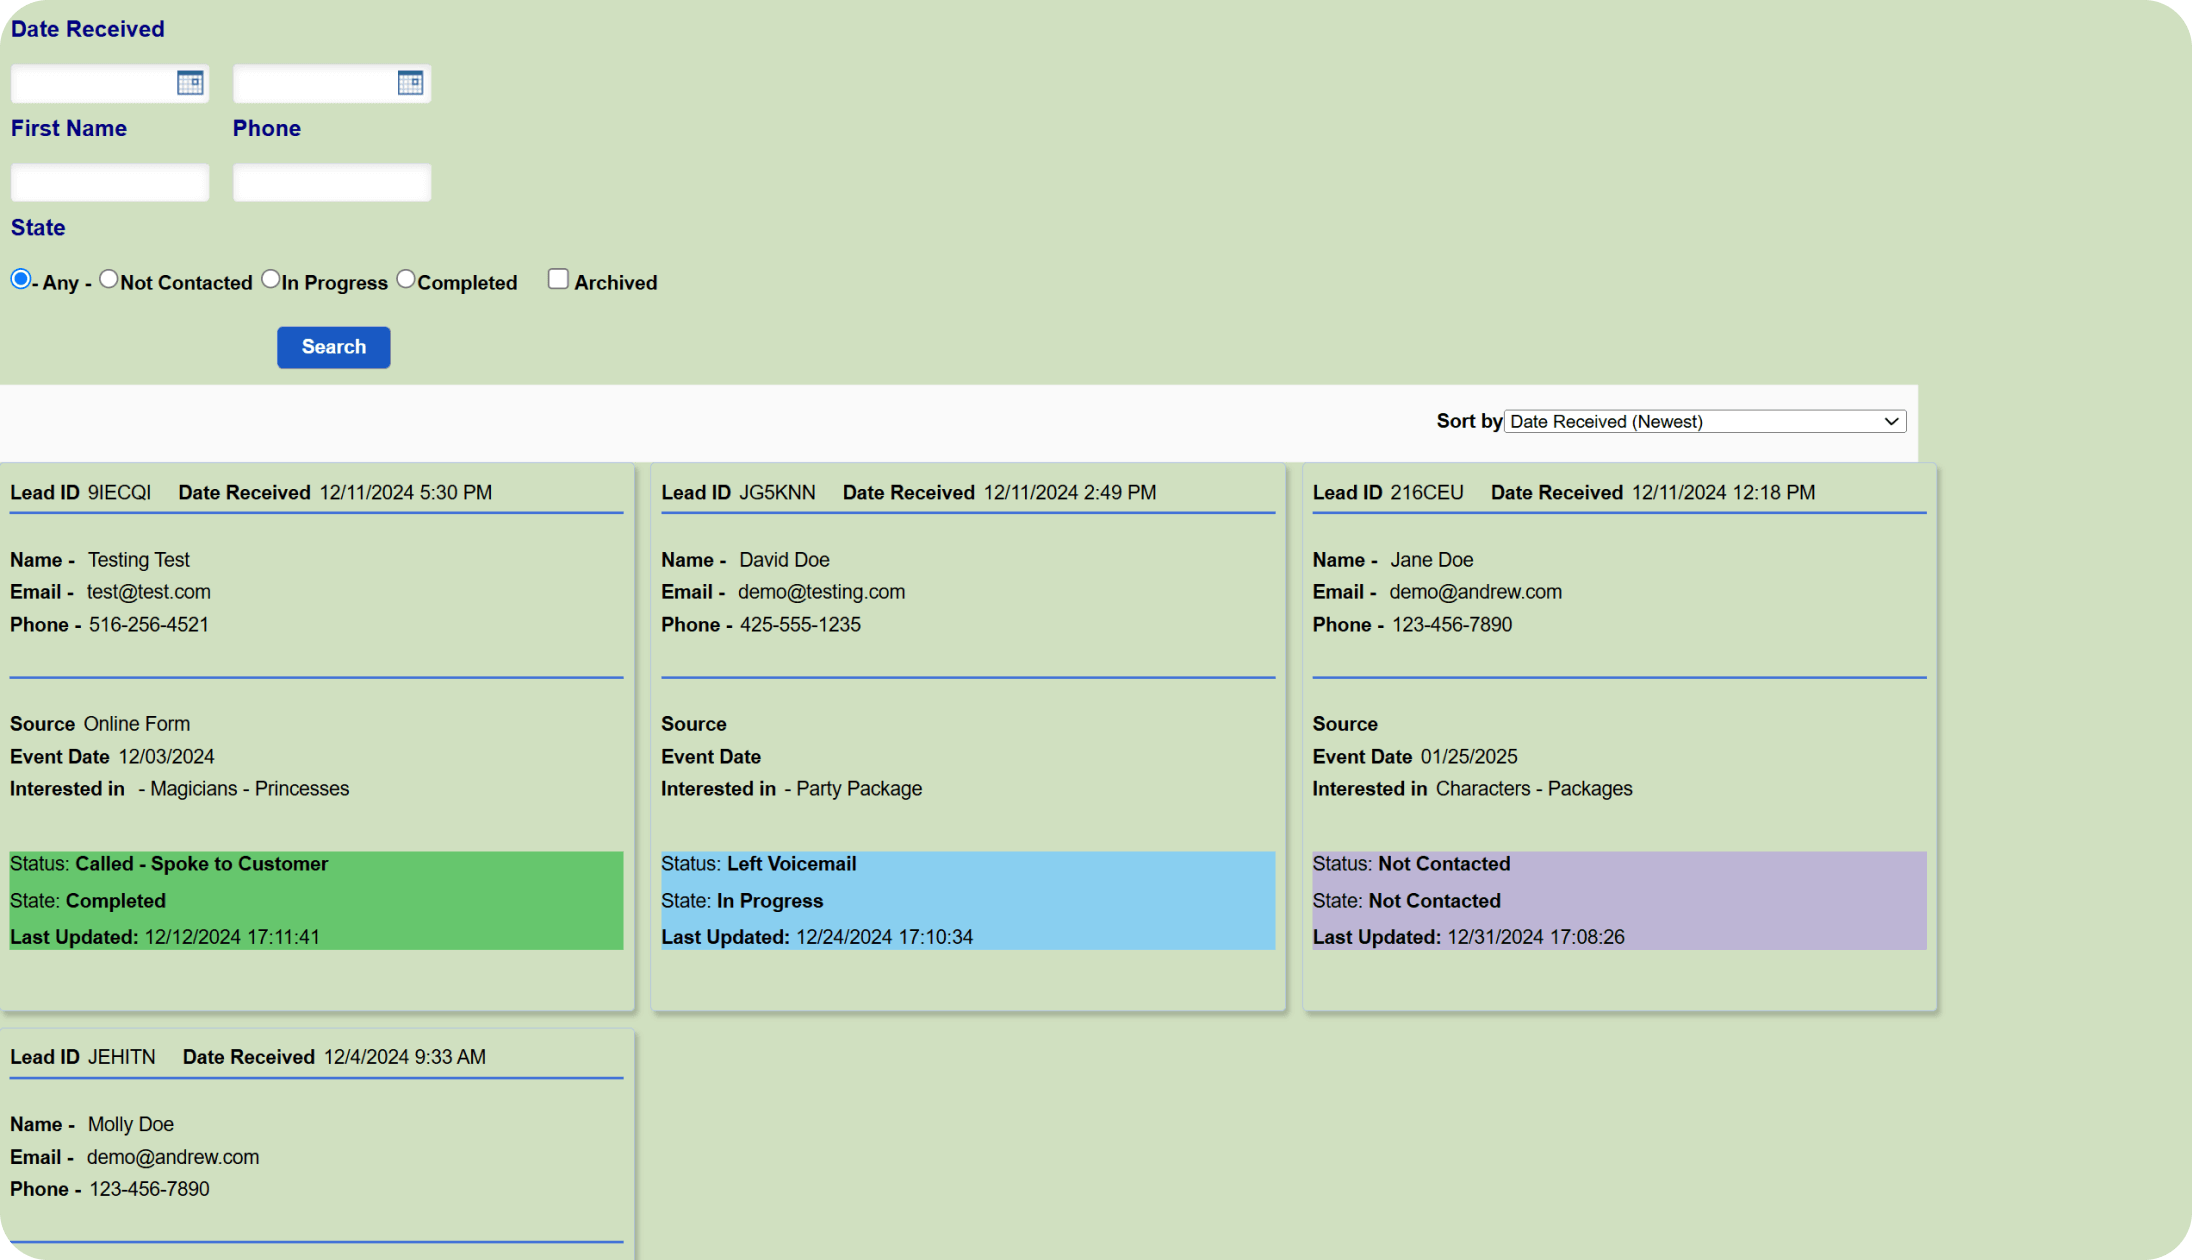 Date Received
First Name Phone
State
- Any - Not Contacted In Progress Completed Archived
Search
Sort by Date Received (Newest)
Lead ID 9IECQI Date Received 12/11/2024 5:30 PM
Name - Testing Test
Email - test@test.com
Phone - 516-256-4521
Source Online Form
Event Date 12/03/2024
Interested in - Magicians - Princesses
Status: Called - Spoke to Customer
State: Completed
Last Updated: 12/12/2024 17:11:41
Lead ID JG5KNN Date Received 12/11/2024 2:49 PM
Name - David Doe
Email - demo@testing.com
Phone - 425-555-1235
Source
Event Date
Interested in - Party Package
Status: Left Voicemail
State: In Progress
Last Updated: 12/24/2024 17:10:34
Lead ID 216CEU Date Received 12/11/2024 12:18 PM
Name - Jane Doe
Email - demo@andrew.com
Phone - 123-456-7890
Source
Event Date 01/25/2025
Interested in Characters - Packages
Status: Not Contacted
State: Not Contacted
Last Updated: 12/31/2024 17:08:26
Lead ID JEHITN Date Received 12/4/2024 9:33 AM
Name - Molly Doe
Email - demo@andrew.com
Phone - 123-456-7890